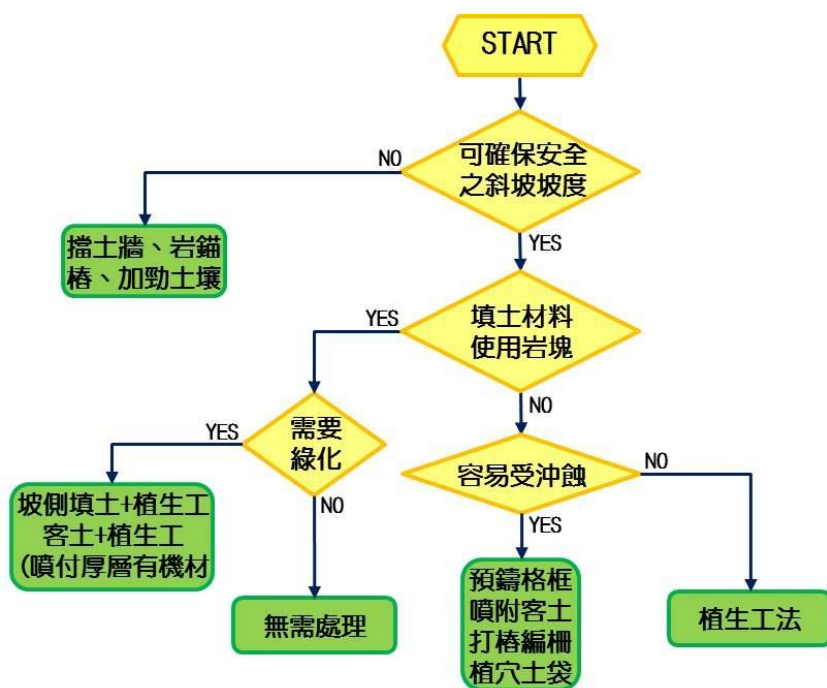 START
可確保安全
之斜坡坡度
NO
擋土牆、岩錨
樁、加勁土壤
YES
填土材料
使用岩塊
YES
需要
綠化
YES
坡側填土+植生工
客土+植生工
(噴付厚層有機材
NO
無需處理
NO
容易受沖蝕
YES
預鑄格框
噴附客土
打樁編柵
植穴土袋
NO
植生工法